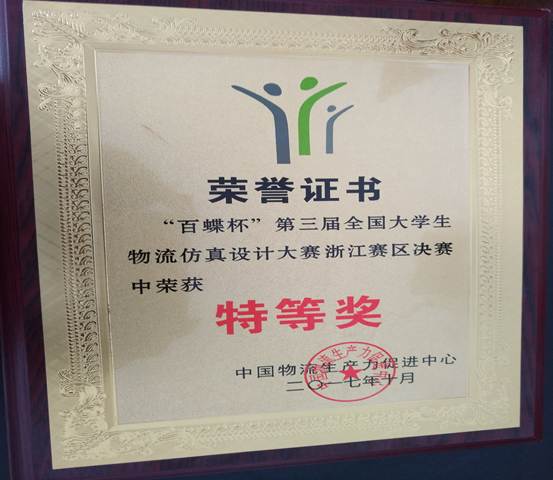 荣誉证书
“百蝶杯”第三届全国大学生
物流仿真设计大赛浙江赛区决赛
中荣获
特等奖
中国物流生产力促进中心
二〇一七年十月